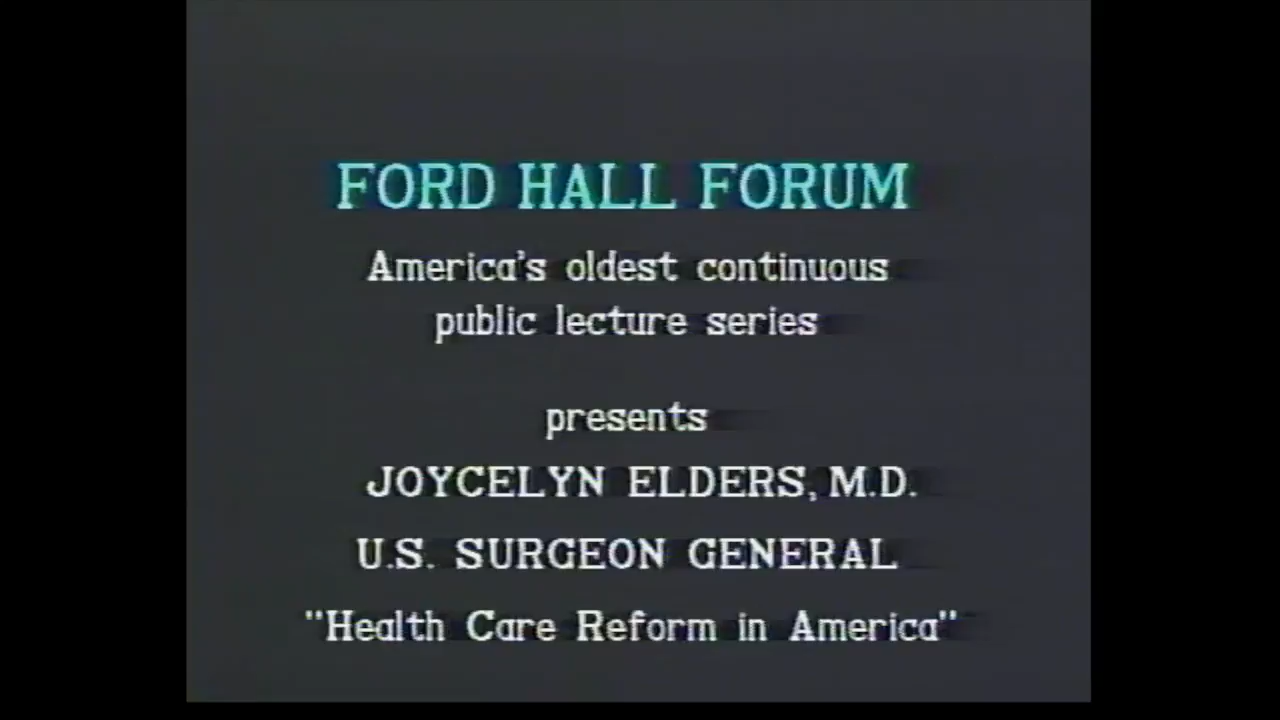 FORD HALL FORUM
America's oldest continuous
public lecture series
presents
JOYCELYN ELDERS, M.D.
U.S. SURGEON GENERAL
"Health Care Reform in America"